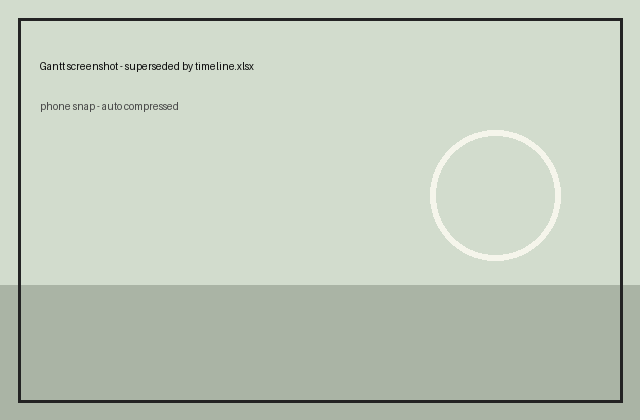 Gantt screenshot - superseded by timeline.xlsx
phone snap - auto compressed